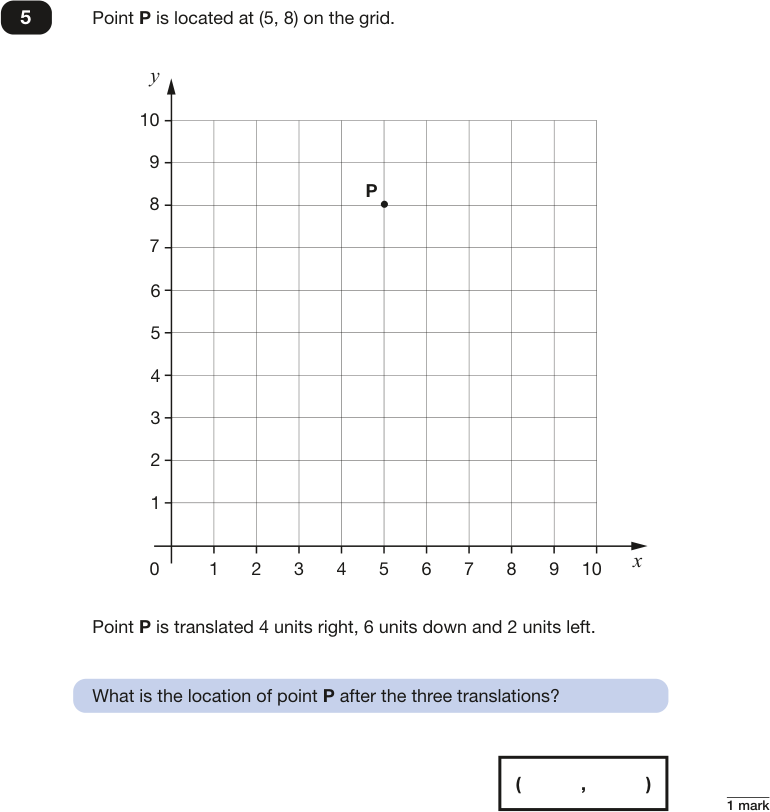 5 Point P is located at (5, 8) on the grid.
y
10
9
P
8
7
6
5
4
3
2
1
0 1 2 3 4 5 6 7 8 9 10 x
Point P is translated 4 units right, 6 units down and 2 units left.
What is the location of point P after the three translations?
( , )
1 mark